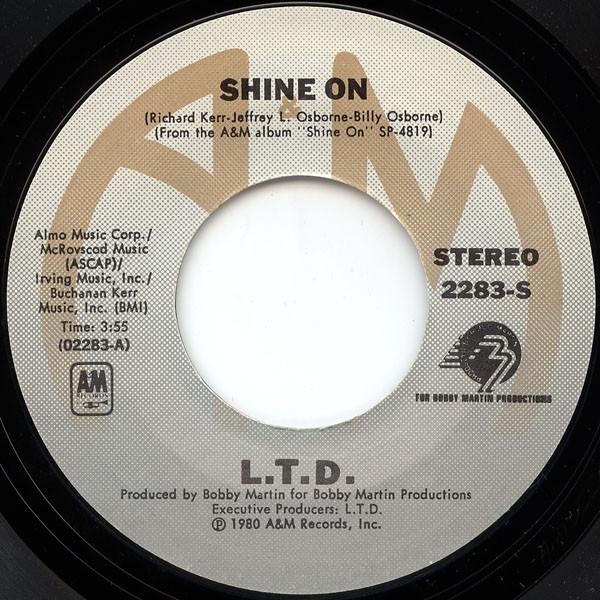 SHINE ON
(Richard Kerr-Jeffrey L. Osborne-Billy Osborne)
(From the A&M album "Shine On" SP-4819)
Almo Music Corp./
McRovscod Music
(ASCAP)/
Irving Music, Inc./
Buchanan Kerr
Music, Inc. (BMI)
Time: 3:55
(02283-A)
AM
RECORDS
STEREO
2283-S
FOR BOBBY MARTIN PRODUCTIONS
L.T.D.
Produced by Bobby Martin for Bobby Martin Productions
Executive Producers: L.T.D.
℗ 1980 A&M Records, Inc.